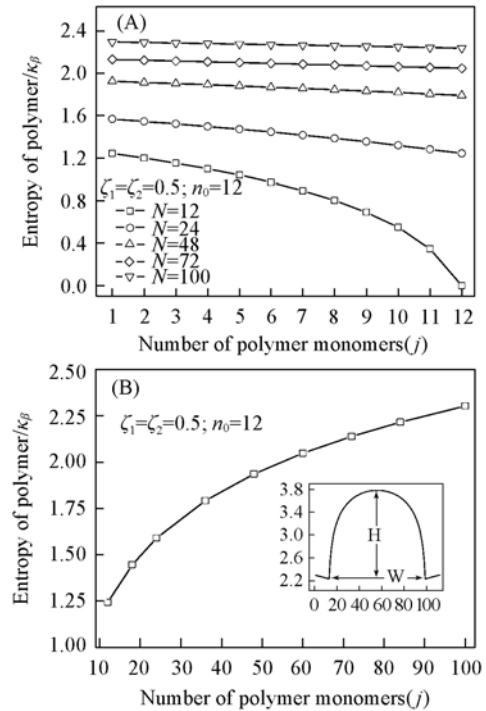 (A)
2.4
2.0
1.6
1.2
0.8
0.4
0.0
Entropy of polymer/κβ
ζ1=ζ2=0.5; n0=12
N=12
N=24
N=48
N=72
N=100
1 2 3 4 5 6 7 8 9 10 11 12
Number of polymer monomers(j)
(B)
2.50
2.25
2.00
1.75
1.50
1.25
1.00
Entropy of polymer/κβ
ζ1=ζ2=0.5; n0=12
3.8
3.4
3.0
2.6
2.2
H
W
0 20 40 60 80 100
10 20 30 40 50 60 70 80 90 100
Number of polymer monomers(j)